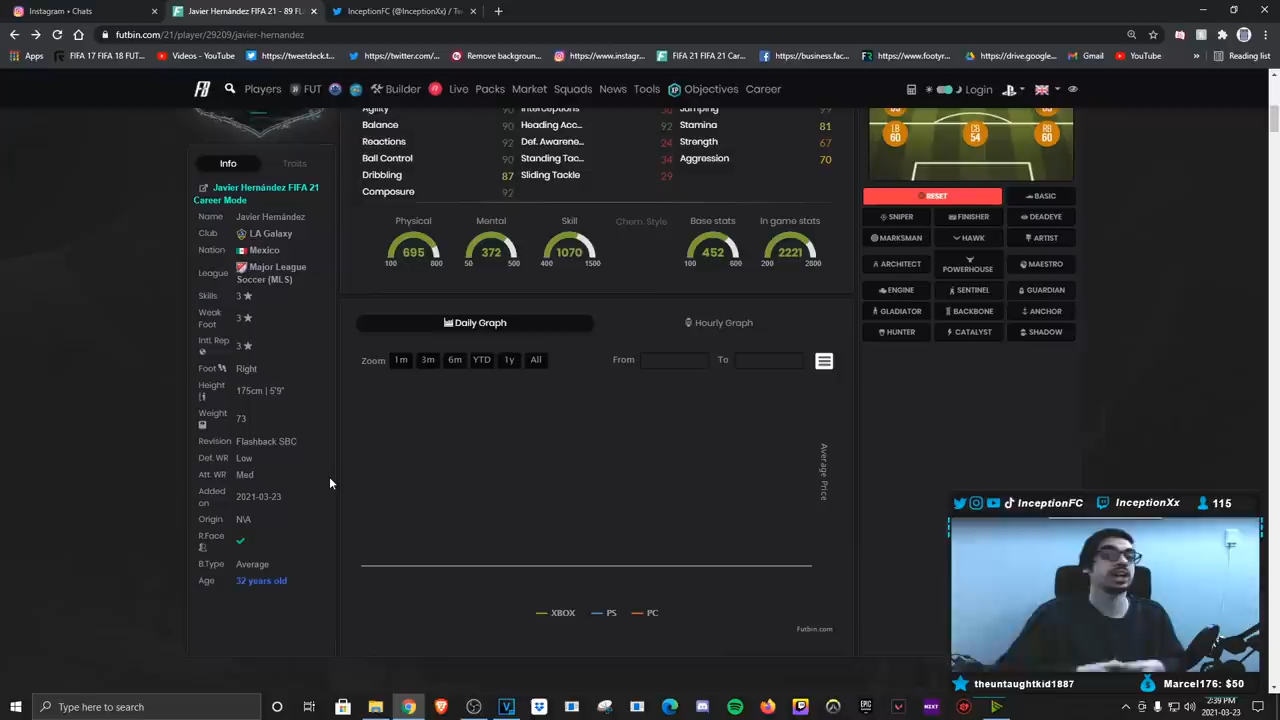 Instagram • Chats
Javier Hernández FIFA 21 - 89 FL
InceptionFC (@InceptionXx) / Tw
futbin.com/21/player/29209/javier-hernandez
Apps
FIFA 17 FIFA 18 FUT...
Videos - YouTube
https://tweetdeck.t...
Remove backgroun...
https://www.instag...
FIFA 21 FIFA 21 Car...
https://business.fac...
https://www.footyr...
https://drive.google...
Gmail
YouTube
Reading list
Players
FUT
Builder
Live
Packs
Market
Squads
News
Tools
Objectives
Career
Login
Agility 90
Interceptions
Balance 90
Heading Acc... 92
Stamina 81
Reactions 92
Def. Awarene... 24
Strength 67
Ball Control 90
Standing Tac... 34
Aggression 70
Dribbling 87
Sliding Tackle 29
Composure 92
LB 60
CB 54
RB 60
Info
Traits
Javier Hernández FIFA 21
Career Mode
Name Javier Hernández
Club LA Galaxy
Nation Mexico
League Major League
Soccer (MLS)
Skills 3
Weak
Foot 3
Intl. Rep 3
Foot Right
Height 175cm | 5'9"
Weight 73
Revision Flashback SBC
Def. WR Low
Att. WR Med
Added
on 2021-03-23
Origin N\A
R.Face
B.Type Average
Age 32 years old
Physical
695
100 800
Mental
372
50 500
Skill
1070
400 1500
Chem. Style
Base stats
452
100 600
In game stats
2221
200 2800
Daily Graph
Hourly Graph
Zoom 1m 3m 6m YTD 1y All
From
To
Average Price
XBOX PS PC
Futbin.com
RESET
BASIC
SNIPER
FINISHER
DEADEYE
MARKSMAN
HAWK
ARTIST
ARCHITECT
POWERHOUSE
MAESTRO
ENGINE
SENTINEL
GUARDIAN
GLADIATOR
BACKBONE
ANCHOR
HUNTER
CATALYST
SHADOW
InceptionFC
InceptionXx
115
theuntaughtkid1887
Marcel176: $50
Type here to search
2:39 PM
2021-03-23